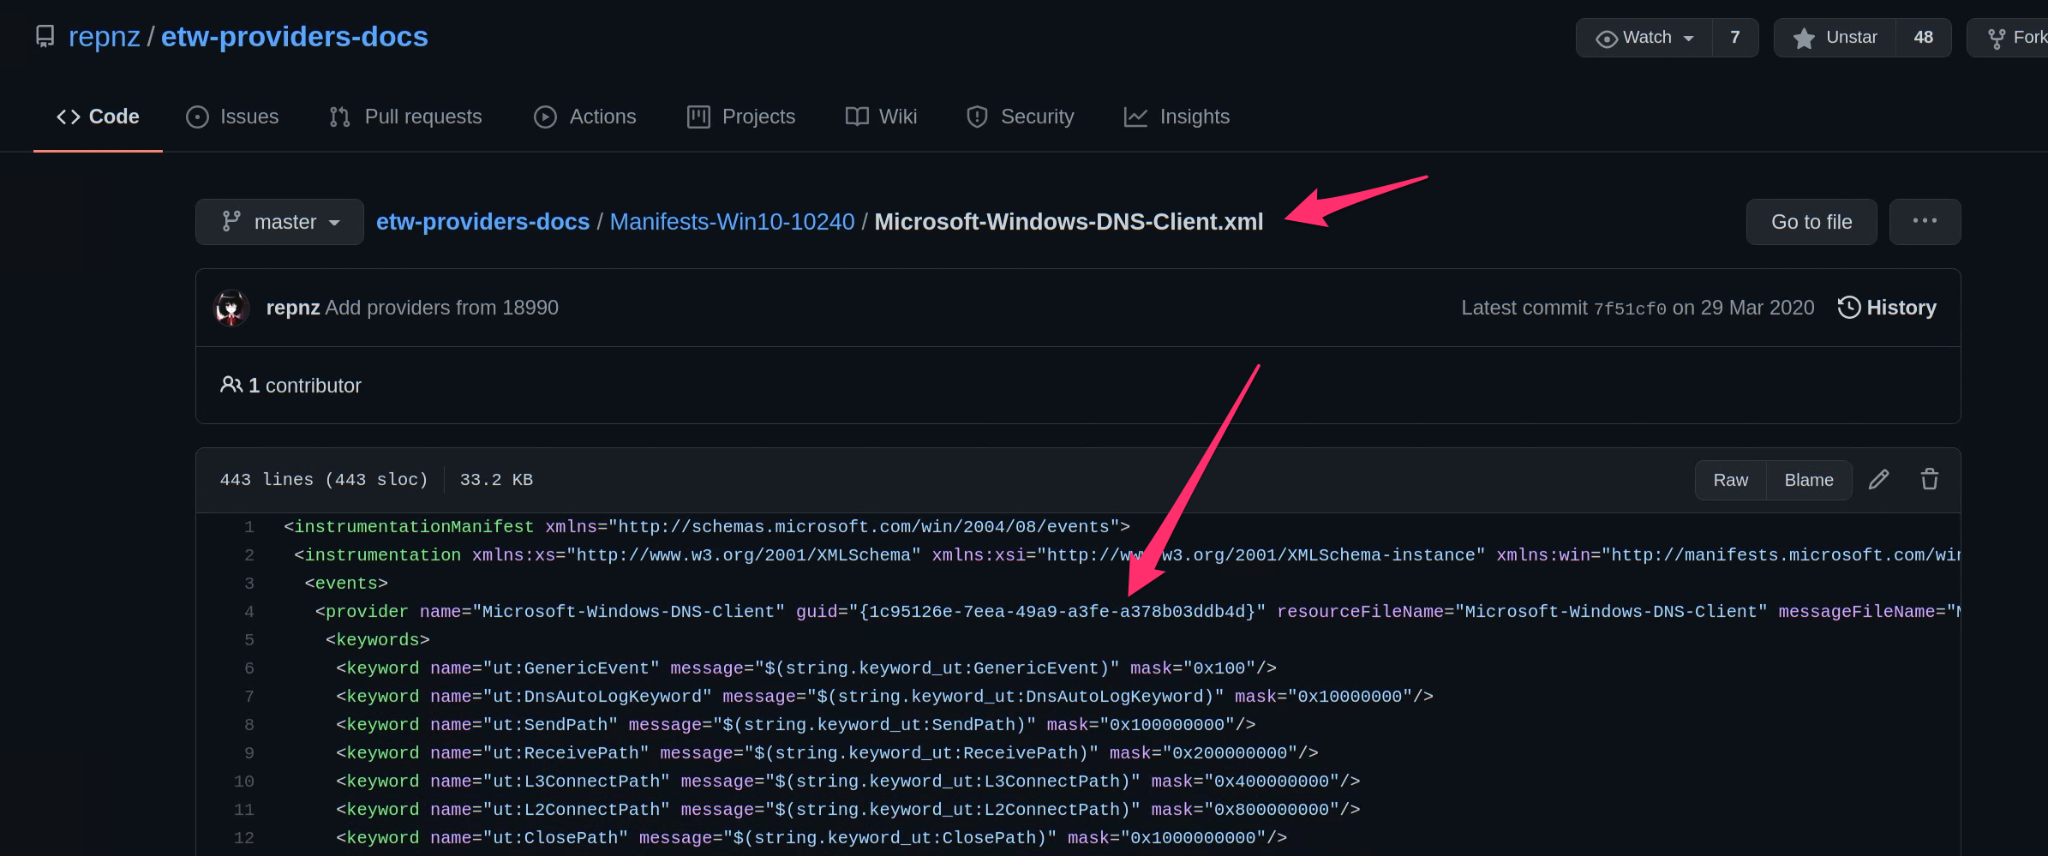 repnz / etw-providers-docs
Watch 7 Unstar 48 Fork
Code Issues Pull requests Actions Projects Wiki Security Insights
master etw-providers-docs / Manifests-Win10-10240 / Microsoft-Windows-DNS-Client.xml Go to file ...
repnz Add providers from 18990 Latest commit 7f51cf0 on 29 Mar 2020 History
1 contributor
443 lines (443 sloc) 33.2 KB Raw Blame
1 <instrumentationManifest xmlns="http://schemas.microsoft.com/win/2004/08/events">
2 <instrumentation xmlns:xs="http://www.w3.org/2001/XMLSchema" xmlns:xsi="http://www.w3.org/2001/XMLSchema-instance" xmlns:win="http://manifests.microsoft.com/win
3 <events>
4 <provider name="Microsoft-Windows-DNS-Client" guid="{1c95126e-7eea-49a9-a3fe-a378b03ddb4d}" resourceFileName="Microsoft-Windows-DNS-Client" messageFileName="M
5 <keywords>
6 <keyword name="ut:GenericEvent" message="$(string.keyword_ut:GenericEvent)" mask="0x100"/>
7 <keyword name="ut:DnsAutoLogKeyword" message="$(string.keyword_ut:DnsAutoLogKeyword)" mask="0x10000000"/>
8 <keyword name="ut:SendPath" message="$(string.keyword_ut:SendPath)" mask="0x100000000"/>
9 <keyword name="ut:ReceivePath" message="$(string.keyword_ut:ReceivePath)" mask="0x200000000"/>
10 <keyword name="ut:L3ConnectPath" message="$(string.keyword_ut:L3ConnectPath)" mask="0x400000000"/>
11 <keyword name="ut:L2ConnectPath" message="$(string.keyword_ut:L2ConnectPath)" mask="0x800000000"/>
12 <keyword name="ut:ClosePath" message="$(string.keyword_ut:ClosePath)" mask="0x1000000000"/>